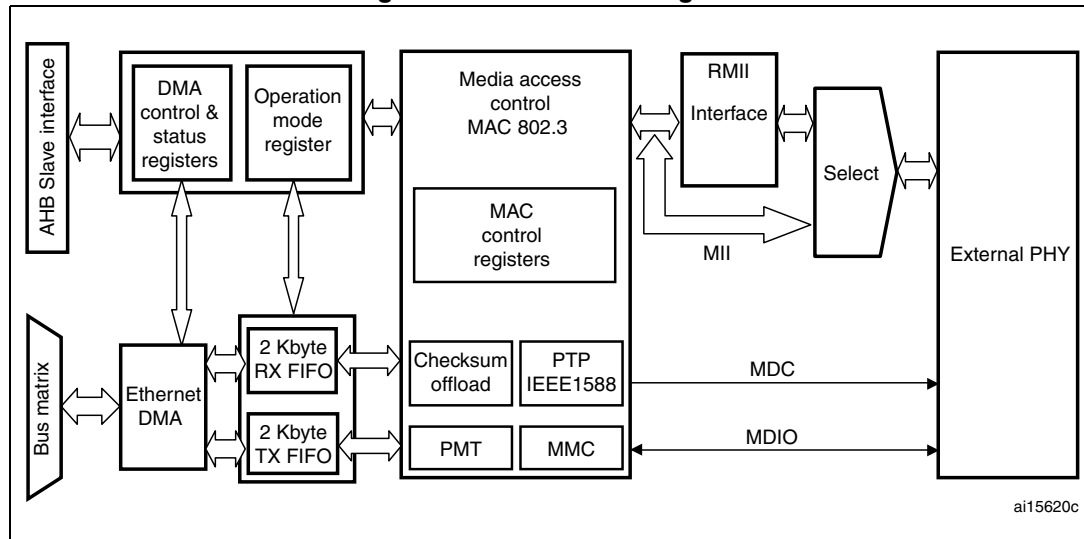 AHB Slave interface
DMA
control &
status
registers
Operation
mode
register
Media access
control
MAC 802.3
RMII
Interface
Select
External PHY
MAC
control
registers
MII
Bus matrix
Ethernet
DMA
2 Kbyte
RX FIFO
2 Kbyte
TX FIFO
Checksum
offload
PTP
IEEE1588
PMT
MMC
MDC
MDIO
ai15620c